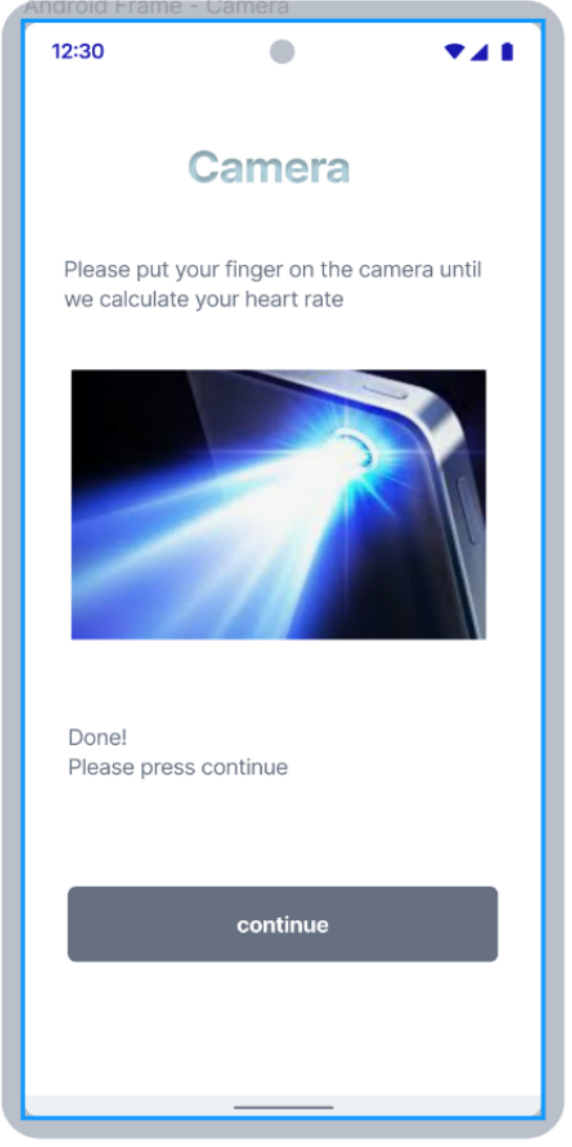 Android Frame - Camera
12:30
Camera
Please put your finger on the camera until
we calculate your heart rate
Done!
Please press continue
continue